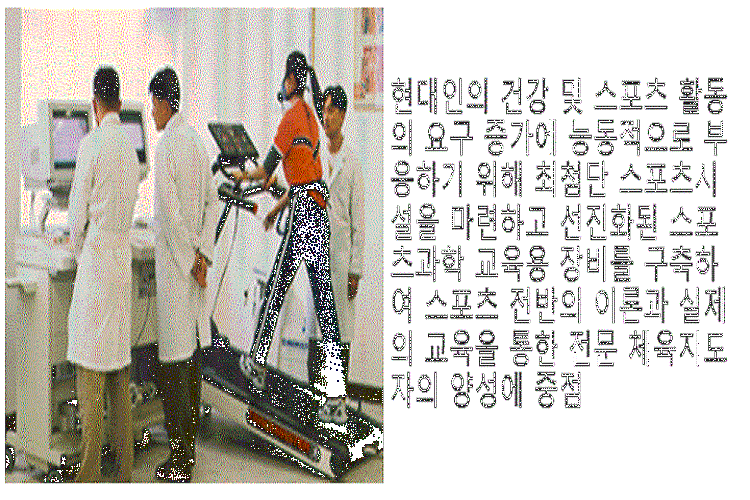 현대인의 건강 및 스포츠 활동
의 요구 증가에 능동적으로 부
응하기 위해 최첨단 스포츠시
설을 마련하고 선진화된 스포
츠과학 교육용 장비를 구축하
여 스포츠 전반의 이론과 실제
의 교육을 통한 전문 체육지도
자의 양성에 중점